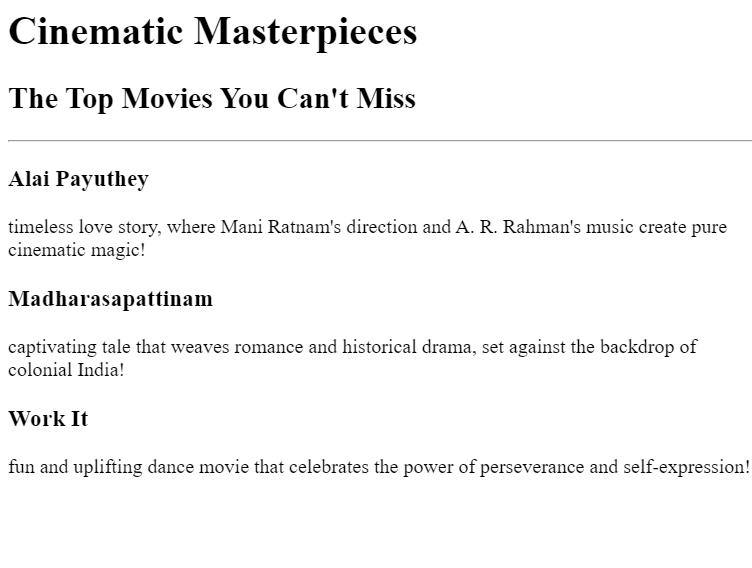 Cinematic Masterpieces
The Top Movies You Can't Miss
Alai Payuthey
timeless love story, where Mani Ratnam's direction and A. R. Rahman's music create pure
cinematic magic!
Madharasapattinam
captivating tale that weaves romance and historical drama, set against the backdrop of
colonial India!
Work It
fun and uplifting dance movie that celebrates the power of perseverance and self-expression!